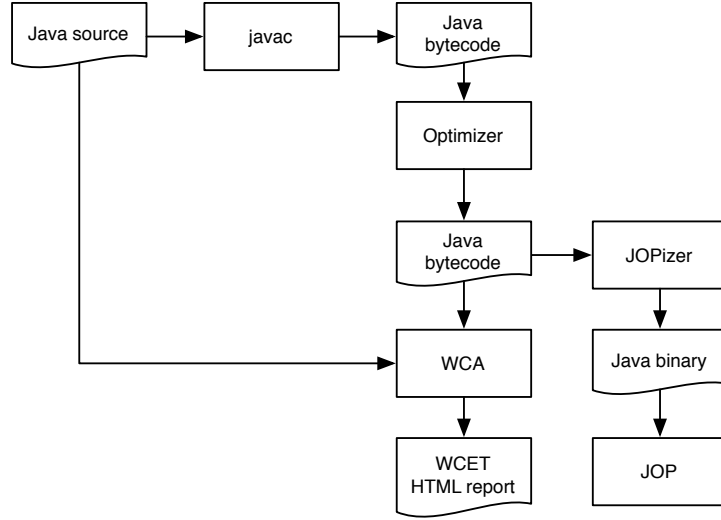 Java source
javac
Java
bytecode
Optimizer
Java
bytecode
JOPizer
WCA
Java binary
WCET
HTML report
JOP